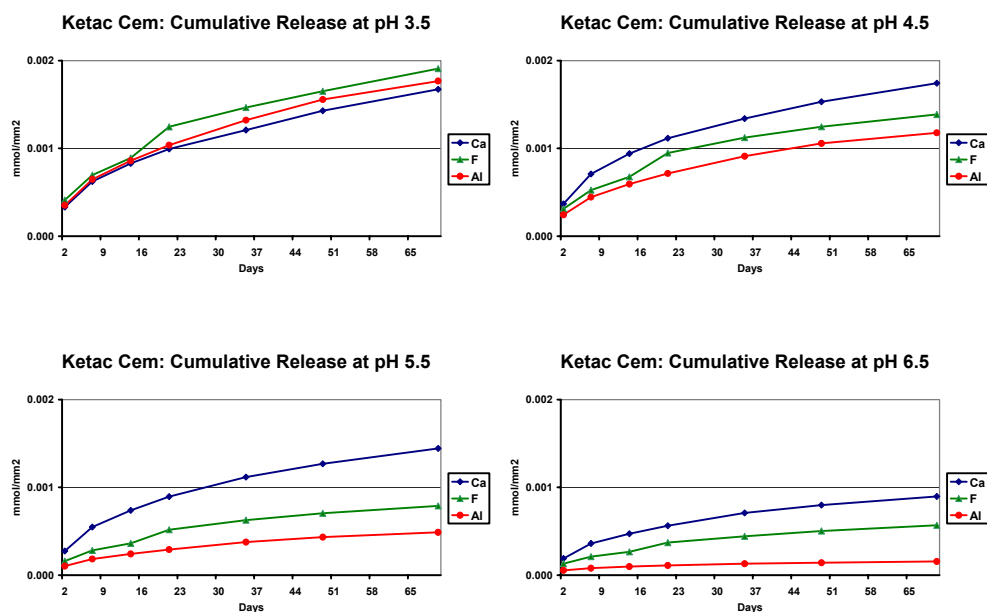 Ketac Cem: Cumulative Release at pH 3.5
0.002
0.001
0.000
mmol/mm2
2 9 16 23 30 37 44 51 58 65
Days
Ca
F
Al
Ketac Cem: Cumulative Release at pH 4.5
0.002
0.001
0.000
mmol/mm2
2 9 16 23 30 37 44 51 58 65
Days
Ca
F
Al
Ketac Cem: Cumulative Release at pH 5.5
0.002
0.001
0.000
mmol/mm2
2 9 16 23 30 37 44 51 58 65
Days
Ca
F
Al
Ketac Cem: Cumulative Release at pH 6.5
0.002
0.001
0.000
mmol/mm2
2 9 16 23 30 37 44 51 58 65
Days
Ca
F
Al